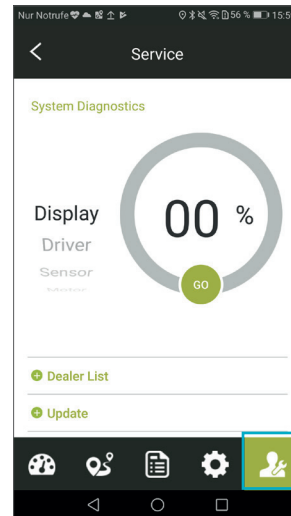 Nur Notrufe 56 % 15:5
Service
System Diagnostics
Display
Driver
Sensor
00 %
GO
Dealer List
Update